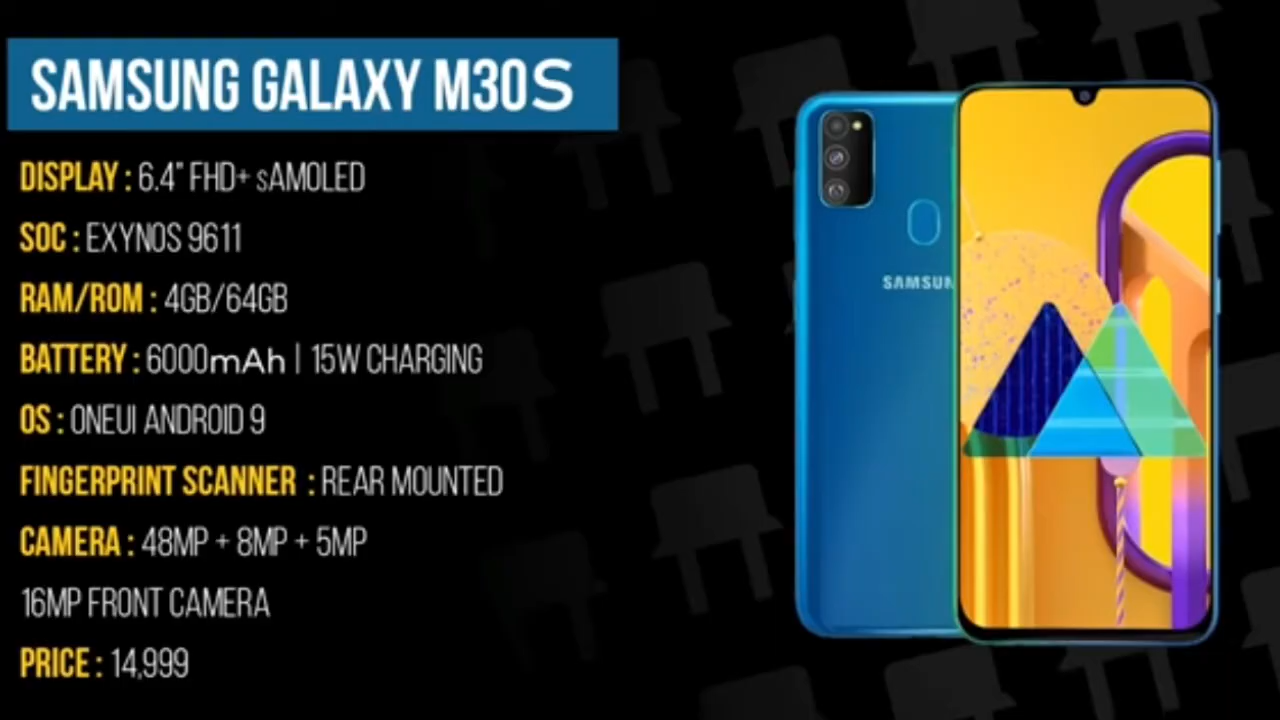 SAMSUNG GALAXY M30S
DISPLAY : 6.4" FHD+ sAMOLED
SOC : EXYNOS 9611
RAM/ROM : 4GB/64GB
BATTERY : 6000mAh | 15W CHARGING
OS : ONEUI ANDROID 9
FINGERPRINT SCANNER : REAR MOUNTED
CAMERA : 48MP + 8MP + 5MP
16MP FRONT CAMERA
PRICE : 14,999
SAMSUN